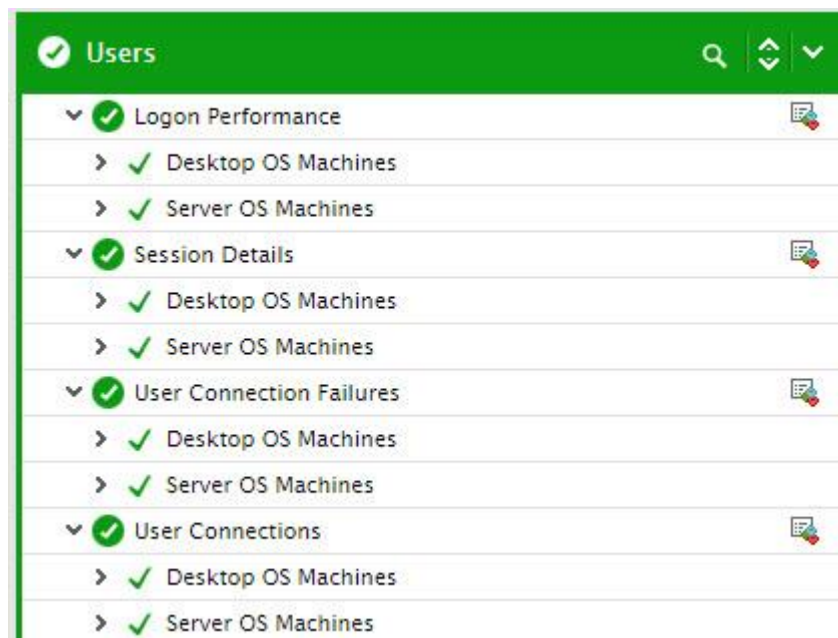 Users
Logon Performance
Desktop OS Machines
Server OS Machines
Session Details
Desktop OS Machines
Server OS Machines
User Connection Failures
Desktop OS Machines
Server OS Machines
User Connections
Desktop OS Machines
Server OS Machines